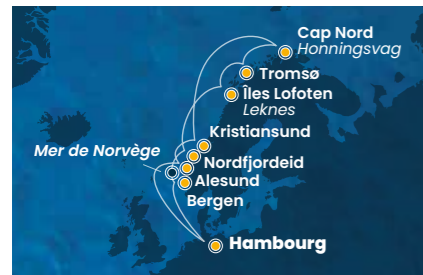 Cap Nord
Honningsvag
Tromsø
Îles Lofoten
Leknes
Kristiansund
Mer de Norvège
Nordfjordeid
Alesund
Bergen
Hambourg